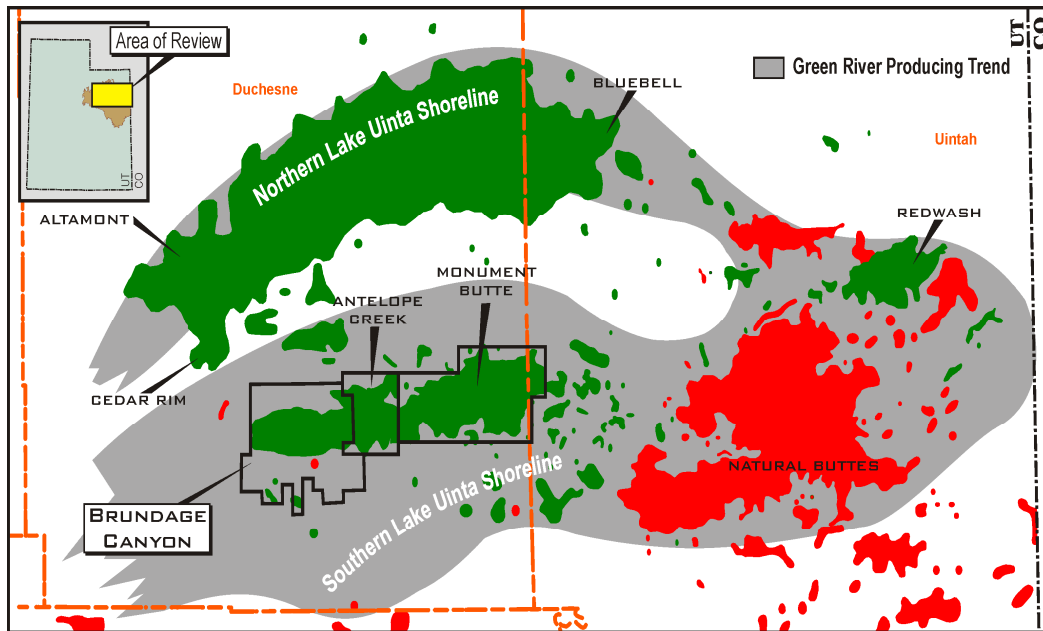 Area of Review
UT
CO
UT
CO
Green River Producing Trend
Duchesne
BLUEBELL
Northern Lake Uinta Shoreline
Uintah
ALTAMONT
REDWASH
MONUMENT
BUTTE
ANTELOPE
CREEK
CEDAR RIM
NATURAL BUTTES
Southern Lake Uinta Shoreline
BRUNDAGE
CANYON